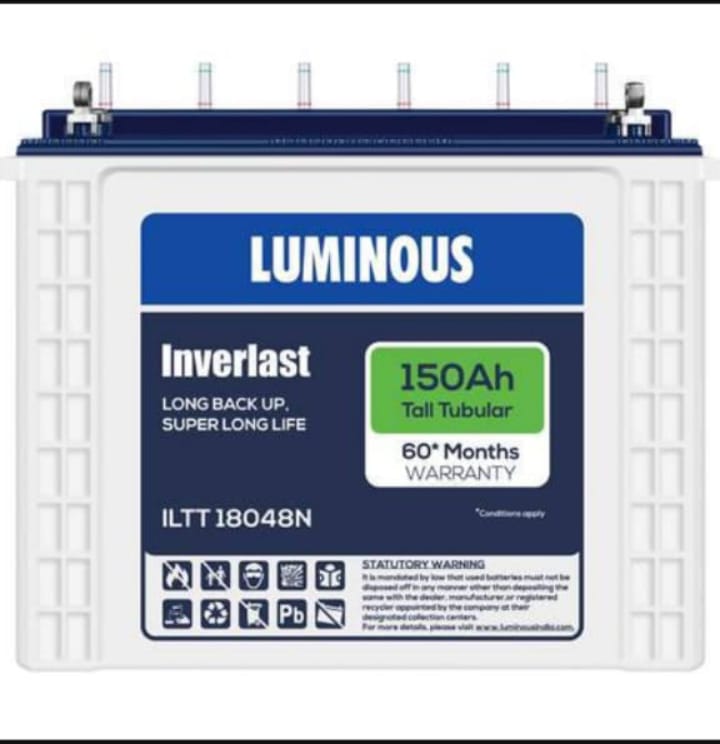 LUMINOUS
Inverlast
LONG BACK UP,
SUPER LONG LIFE
150Ah
Tall Tubular
60* Months
WARRANTY
ILTT 18048N
*Conditions apply
STATUTORY WARNING
It is mandated by law that used batteries must not be
disposed off in any manner other than depositing the
same with the dealer, manufacturer or registered
recycler appointed by the company at their
designated collection centers.
For more details, please visit www.luminousindia.com
Pb